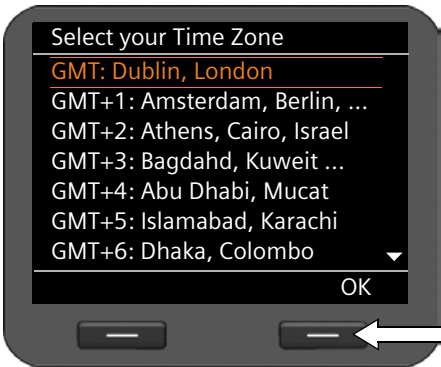 Select your Time Zone
GMT: Dublin, London
GMT+1: Amsterdam, Berlin, ...
GMT+2: Athens, Cairo, Israel
GMT+3: Bagdahd, Kuweit ...
GMT+4: Abu Dhabi, Mucat
GMT+5: Islamabad, Karachi
GMT+6: Dhaka, Colombo
OK